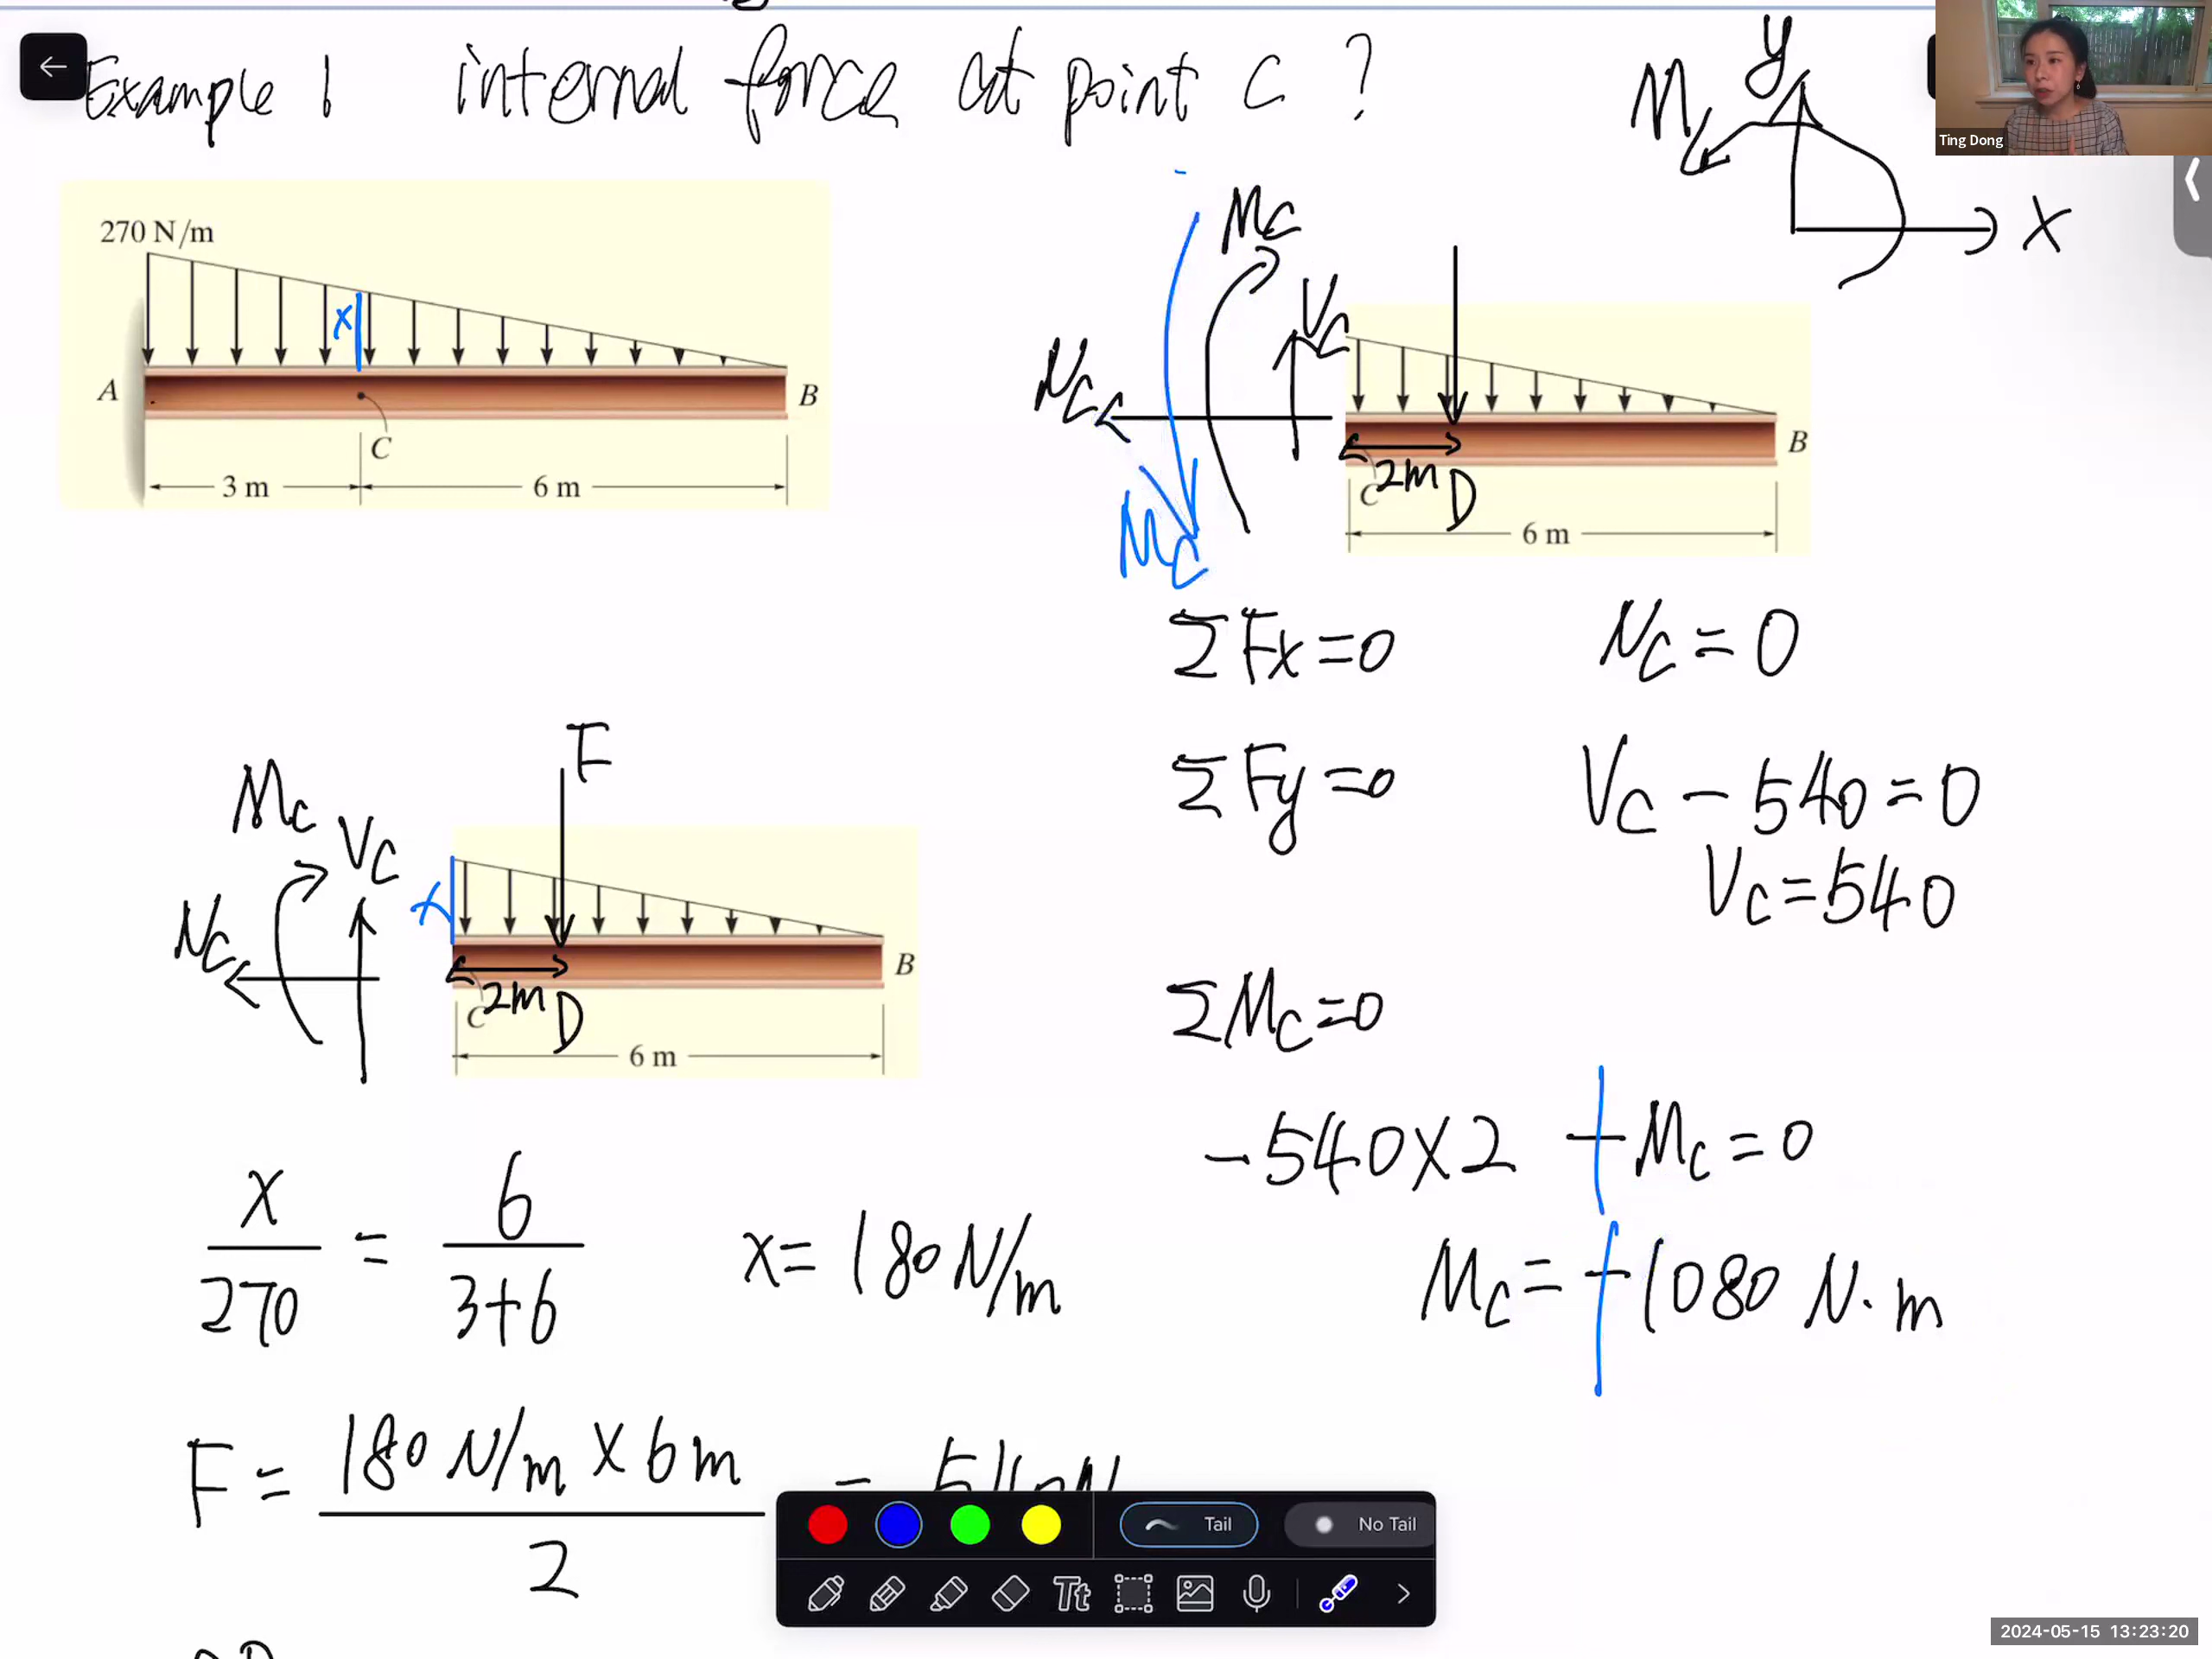 Example 1 internal force at point C ?
M
y
x
Ting Dong
270 N/m
x
A
B
C
3 m
6 m
Mc
Vc
Nc
Mc
2m
D
C
B
6 m
ΣFx=0 Nc=0
ΣFy=0 Vc-540=0
Vc=540
ΣMc=0
-540×2 +Mc=0
Mc=+1080 N·m
F
Mc
Vc
Nc
x
B
C
2m
D
6 m
x/270 = 6/3+6 x=180 N/m
F= 180 N/m × 6m / 2 = 540N
Tail
No Tail
Tt
2024-05-15 13:23:20